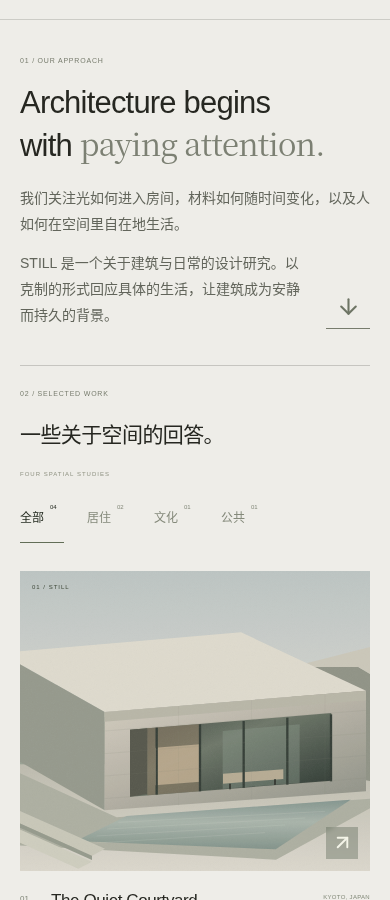 01 / OUR APPROACH
Architecture begins
with paying attention.
我们关注光如何进入房间，材料如何随时间变化，以及人
如何在空间里自在地生活。
STILL 是一个关于建筑与日常的设计研究。以
克制的形式回应具体的生活，让建筑成为安静
而持久的背景。
02 / SELECTED WORK
一些关于空间的回答。
FOUR SPATIAL STUDIES
全部 04 居住 02 文化 01 公共 01
01 / STILL
01 The Quiet Courtyard KYOTO, JAPAN